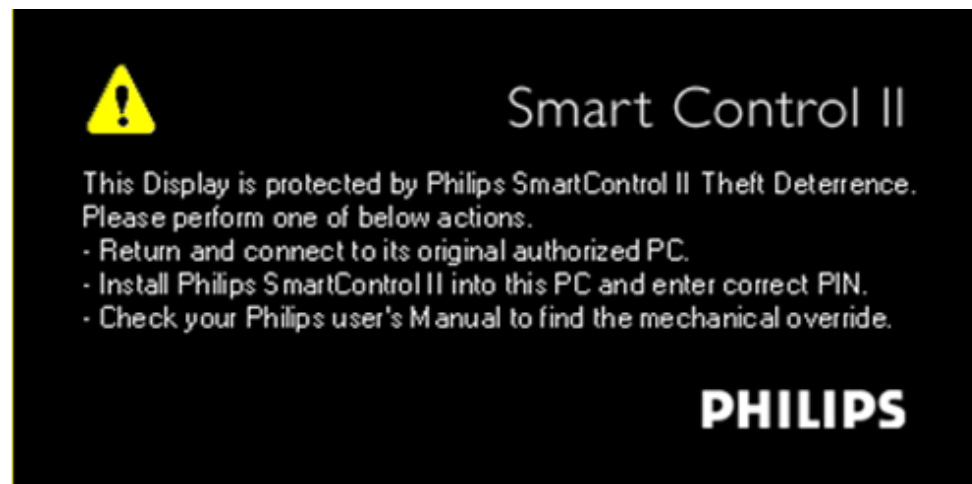 Smart Control II
This Display is protected by Philips SmartControl II Theft Deterrence.
Please perform one of below actions.
- Return and connect to its original authorized PC.
- Install Philips SmartControl II into this PC and enter correct PIN.
- Check your Philips user's Manual to find the mechanical override.
PHILIPS